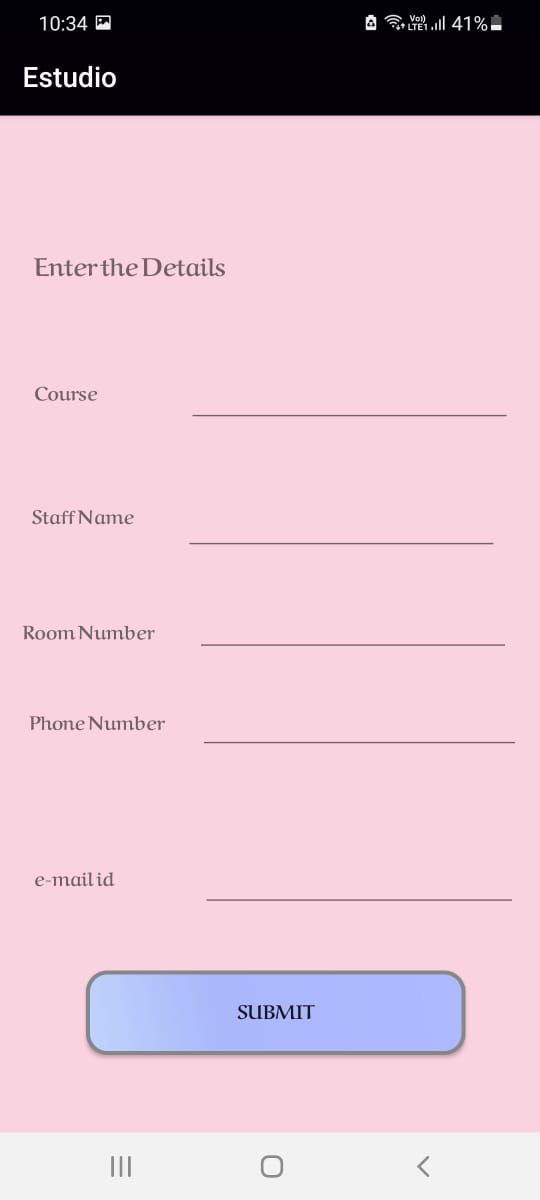 10:34
Vo)) LTE1 41%
Estudio
Enter the Details
Course
Staff Name
Room Number
Phone Number
e-mail id
SUBMIT